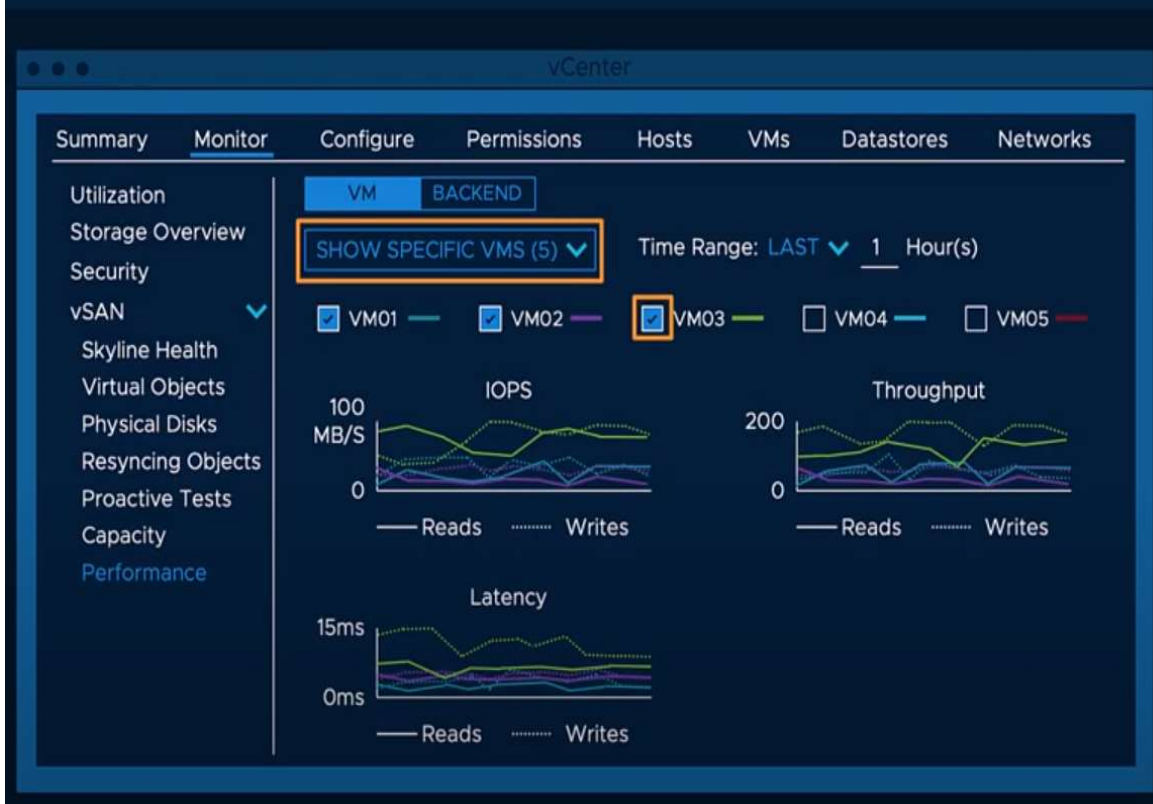 vCenter
Summary Monitor Configure Permissions Hosts VMs Datastores Networks
Utilization
Storage Overview
Security
vSAN
Skyline Health
Virtual Objects
Physical Disks
Resyncing Objects
Proactive Tests
Capacity
Performance
VM BACKEND
SHOW SPECIFIC VMS (5) Time Range: LAST 1 Hour(s)
VM01 VM02 VM03 VM04 VM05
IOPS
100
MB/S
0
Reads Writes
Throughput
200
0
Reads Writes
Latency
15ms
0ms
Reads Writes